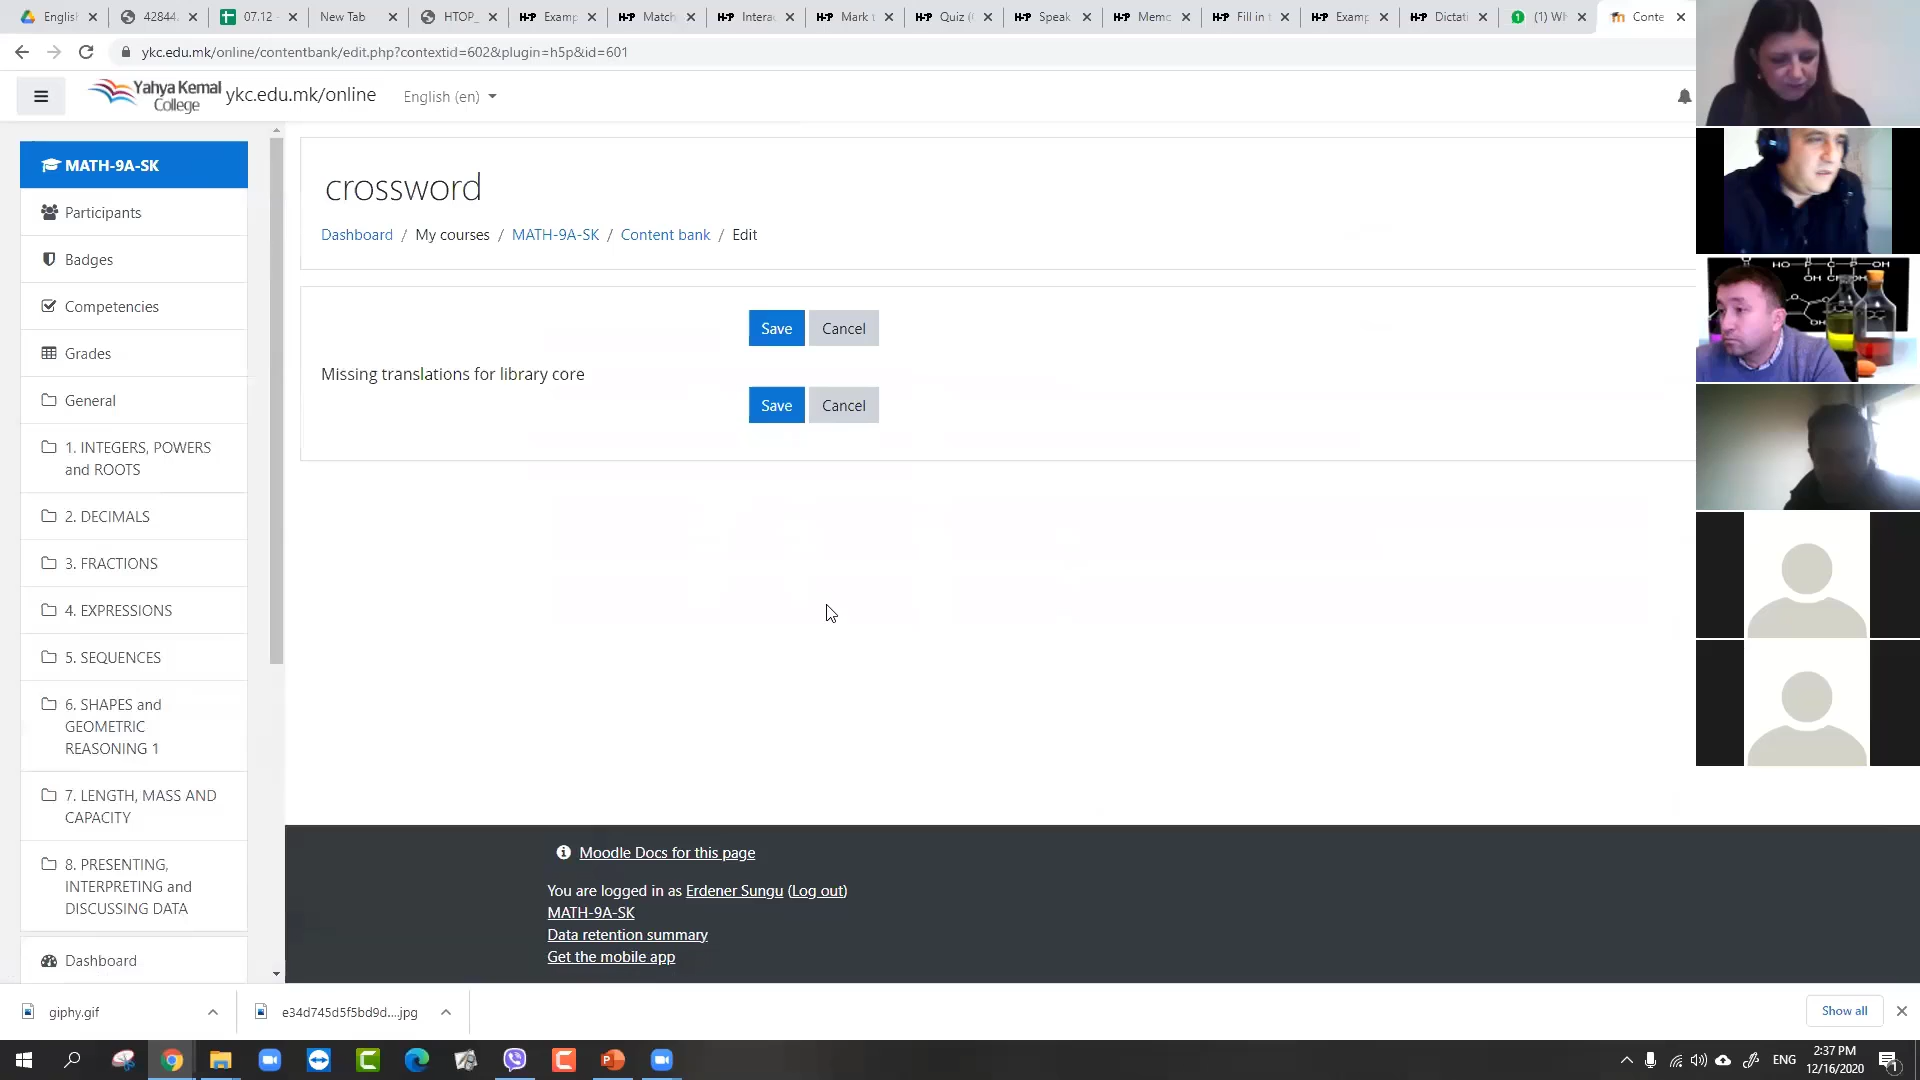 English
42844
07.12 -
New Tab
HTOP_
H-P Examp
H-P Match
H-P Intera
H-P Mark t
H-P Quiz (
H-P Speak
H-P Memo
H-P Fill in t
H-P Examp
H-P Dictati
(1) Wh
Conte
ykc.edu.mk/online/contentbank/edit.php?contextid=602&plugin=h5p&id=601
Yahya Kemal
College
ykc.edu.mk/online
English (en)
MATH-9A-SK
Participants
Badges
Competencies
Grades
General
1. INTEGERS, POWERS
and ROOTS
2. DECIMALS
3. FRACTIONS
4. EXPRESSIONS
5. SEQUENCES
6. SHAPES and
GEOMETRIC
REASONING 1
7. LENGTH, MASS AND
CAPACITY
8. PRESENTING,
INTERPRETING and
DISCUSSING DATA
Dashboard
crossword
Dashboard / My courses / MATH-9A-SK / Content bank / Edit
Save Cancel
Missing translations for library core
Save Cancel
Moodle Docs for this page
You are logged in as Erdener Sungu (Log out)
MATH-9A-SK
Data retention summary
Get the mobile app
giphy.gif
e34d745d5f5bd9d....jpg
Show all
ENG
2:37 PM
12/16/2020
1